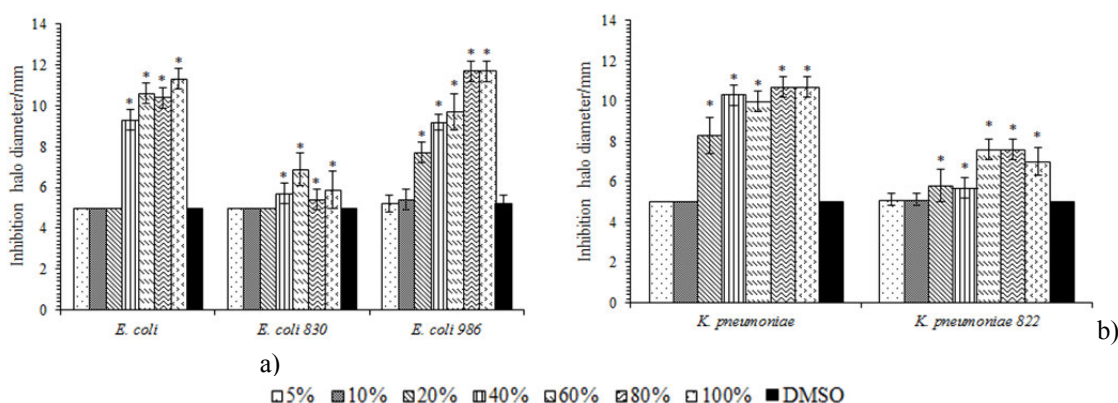 Inhibition halo diameter/mm
14
12
10
8
6
4
2
0
* * * *
* * * *
* * * * *
E. coli
E. coli 830
E. coli 986
a)
Inhibition halo diameter/mm
14
12
10
8
6
4
2
0
* * * * *
* * * * *
K. pneumoniae
K. pneumoniae 822
b)
5% 10% 20% 40% 60% 80% 100% DMSO